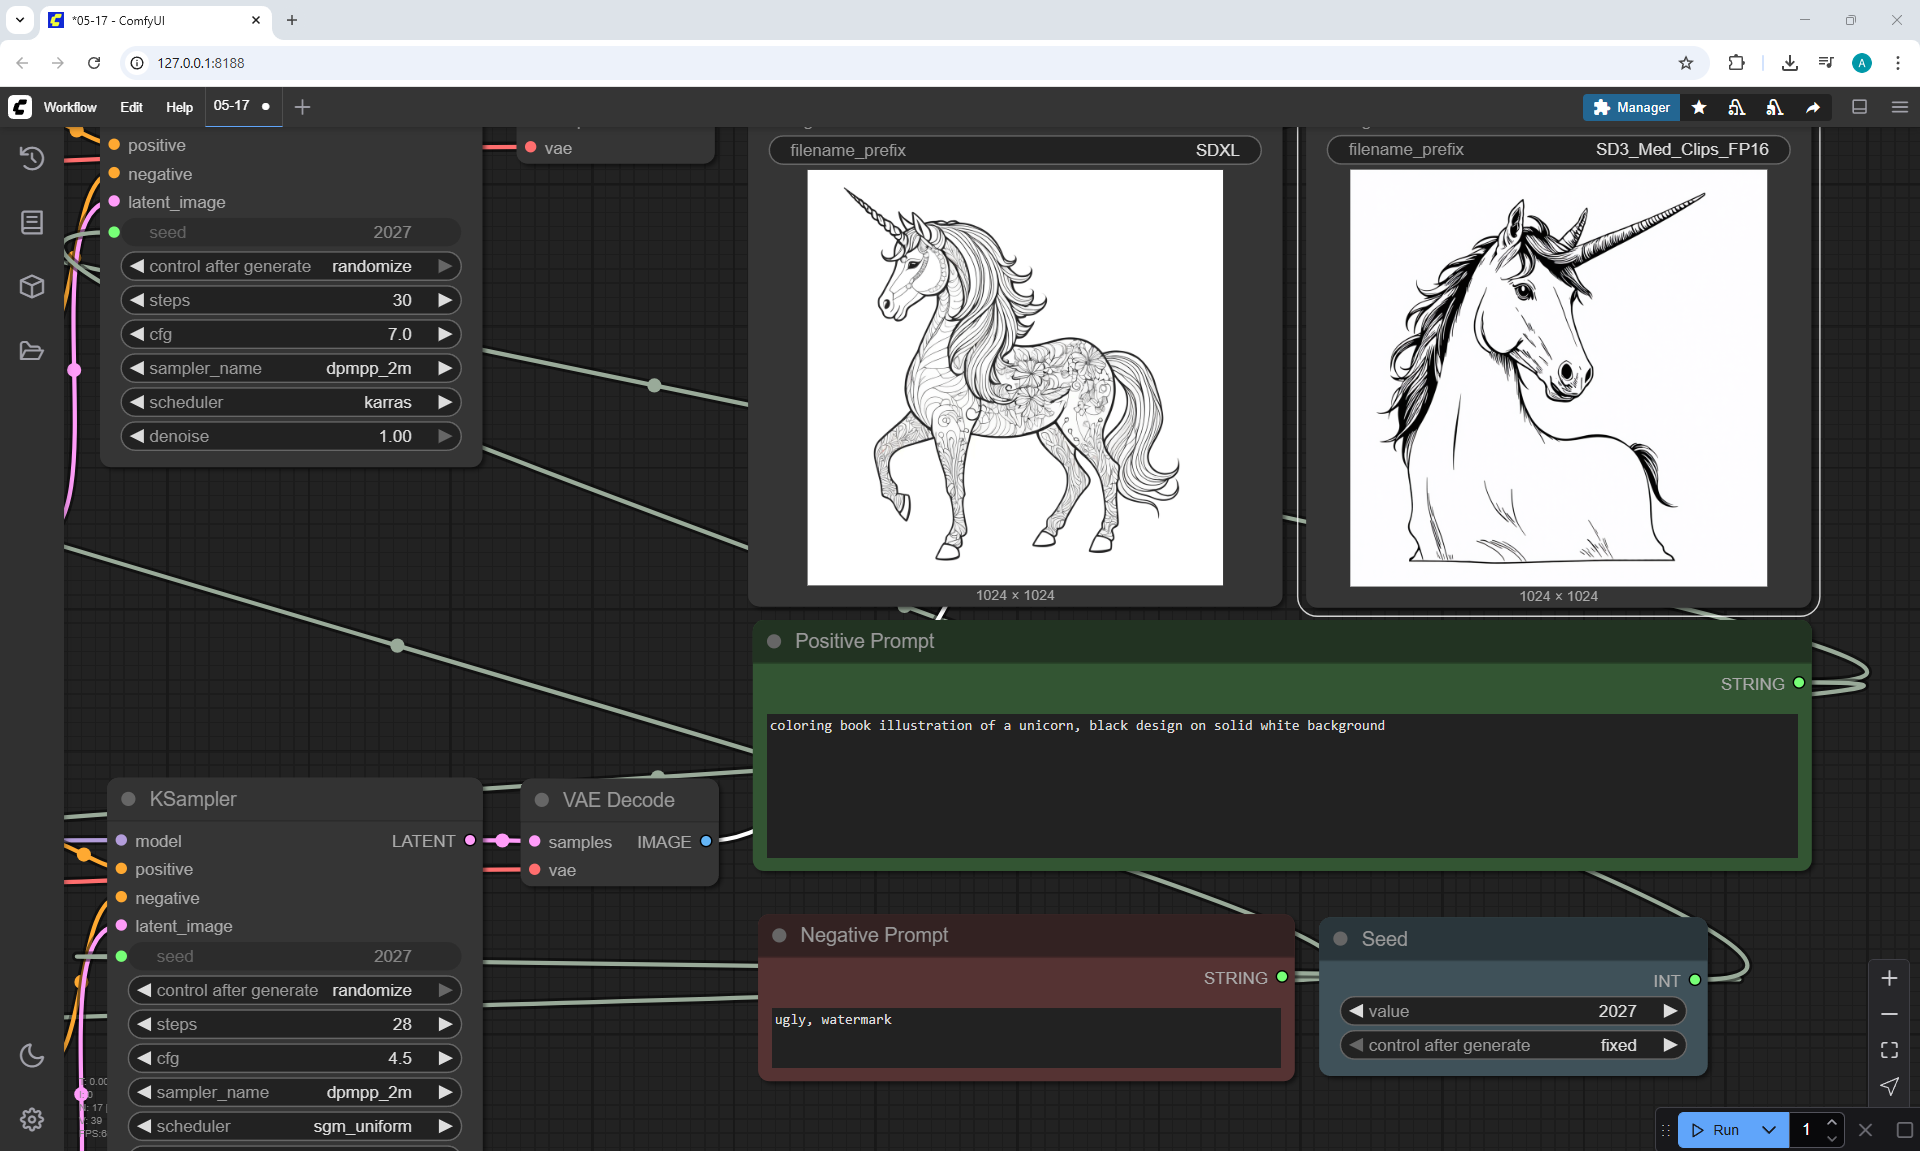 *05-17 - ComfyUI
127.0.0.1:8188
A
Workflow
Edit
Help
05-17
Manager
positive
negative
latent_image
seed 2027
control after generate randomize
steps 30
cfg 7.0
sampler_name dpmpp_2m
scheduler karras
denoise 1.00
vae
filename_prefix SDXL
1024 × 1024
filename_prefix SD3_Med_Clips_FP16
1024 × 1024
Positive Prompt
STRING
coloring book illustration of a unicorn, black design on solid white background
KSampler
model LATENT
positive
negative
latent_image
seed 2027
control after generate randomize
steps 28
cfg 4.5
sampler_name dpmpp_2m
scheduler sgm_uniform
VAE Decode
samples IMAGE
vae
Negative Prompt
STRING
ugly, watermark
Seed
INT
value 2027
control after generate fixed
Run 1